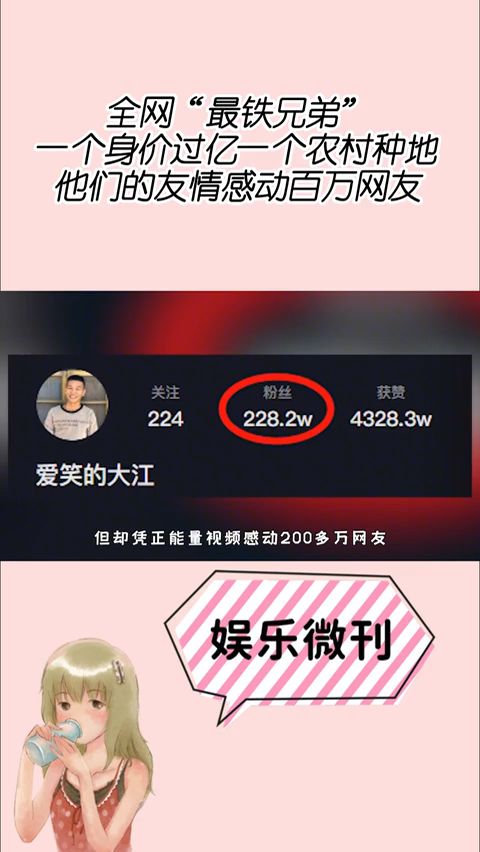 全网“最铁兄弟”
一个身价过亿一个农村种地
他们的友情感动百万网友
关注 粉丝 获赞
224 228.2w 4328.3w
爱笑的大江
但却凭正能量视频感动200多万网友
娱乐微刊